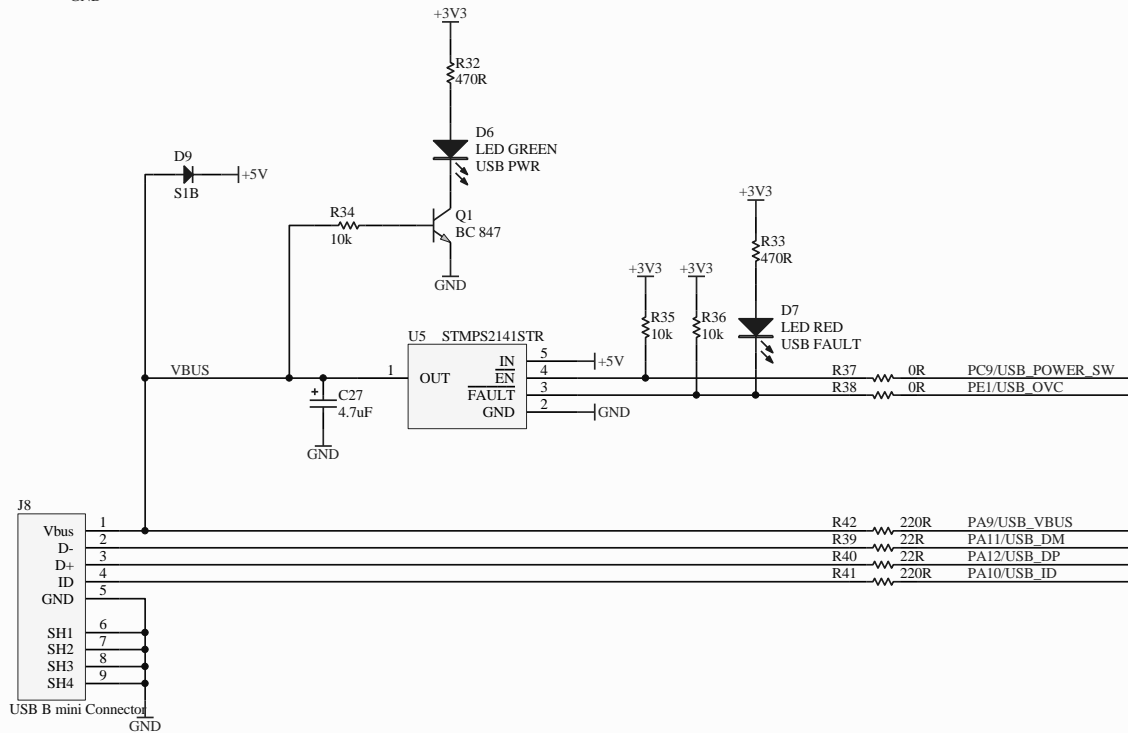 GND
+3V3
R32
470R
D6
LED GREEN
USB PWR
D9
+5V
S1B
R34
10k
Q1
BC 847
GND
+3V3
R33
470R
+3V3
+3V3
R35
10k
R36
10k
D7
LED RED
USB FAULT
U5 STMPS2141STR
IN 5 +5V
VBUS 1 OUT EN 4 R37 0R PC9/USB_POWER_SW
FAULT 3 R38 0R PE1/USB_OVC
GND 2 GND
+ C27
4.7uF
GND
J8
Vbus 1 R42 220R PA9/USB_VBUS
D- 2 R39 22R PA11/USB_DM
D+ 3 R40 22R PA12/USB_DP
ID 4 R41 220R PA10/USB_ID
GND 5
SH1 6
SH2 7
SH3 8
SH4 9
USB B mini Connector
GND